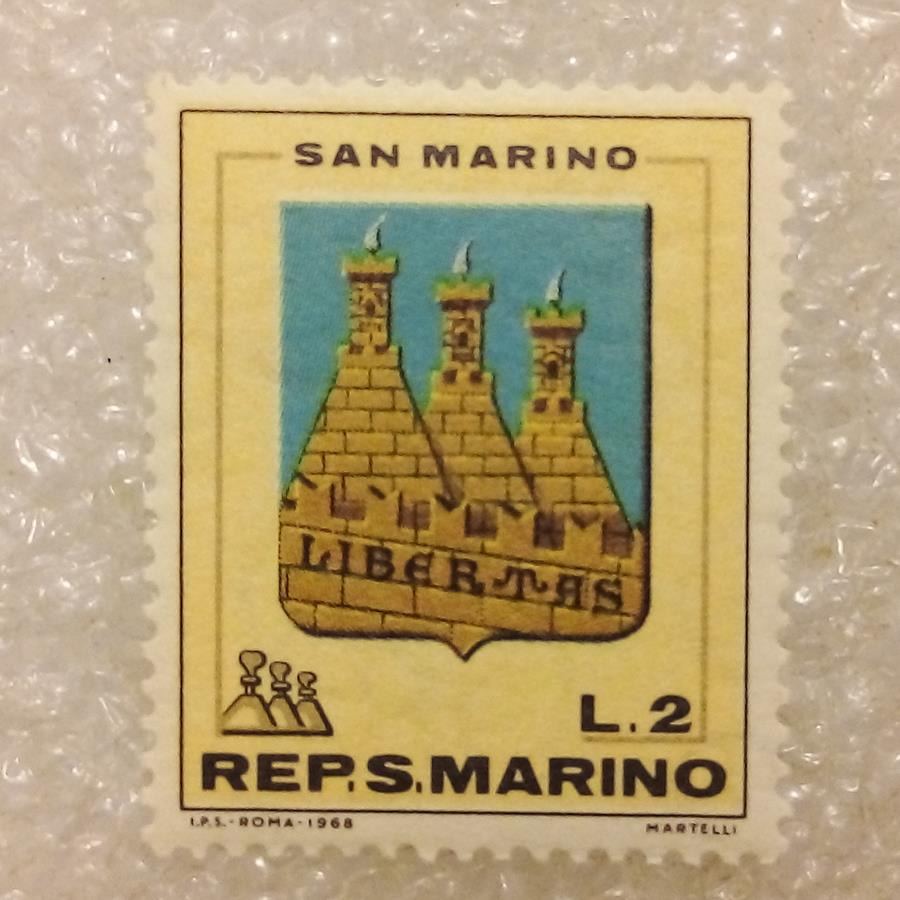 SAN MARINO
LIBERTAS
L.2
REP.S.MARINO
I.P.S.-ROMA-1968 MARTELLI